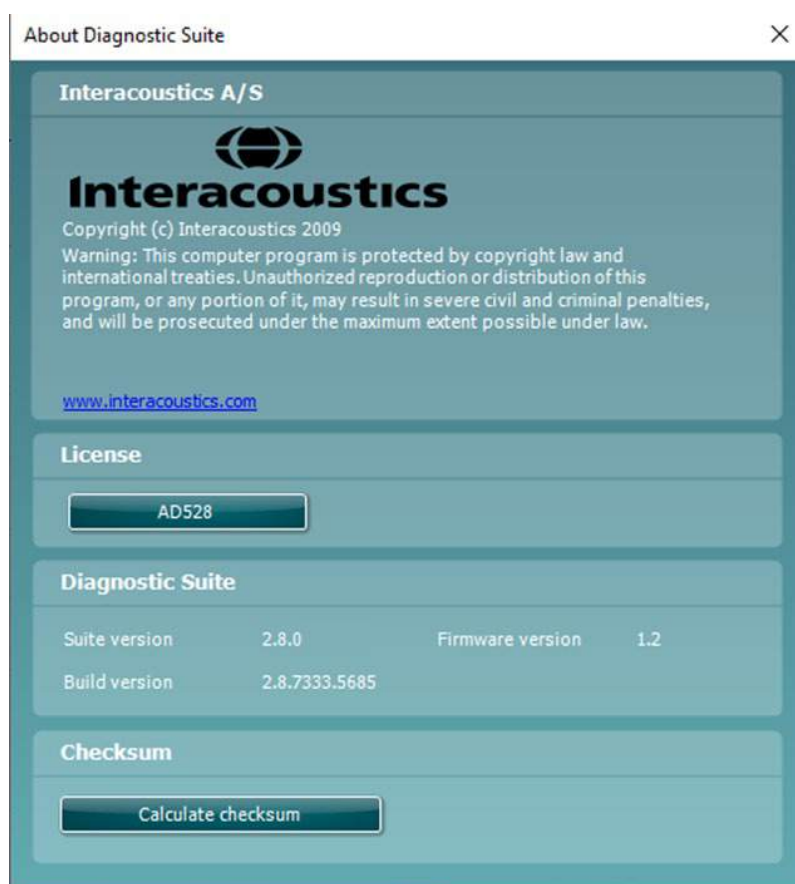 About Diagnostic Suite
Interacoustics A/S
Interacoustics
Copyright (c) Interacoustics 2009
Warning: This computer program is protected by copyright law and
international treaties. Unauthorized reproduction or distribution of this
program, or any portion of it, may result in severe civil and criminal penalties,
and will be prosecuted under the maximum extent possible under law.
www.interacoustics.com
License
AD528
Diagnostic Suite
Suite version 2.8.0 Firmware version 1.2
Build version 2.8.7333.5685
Checksum
Calculate checksum